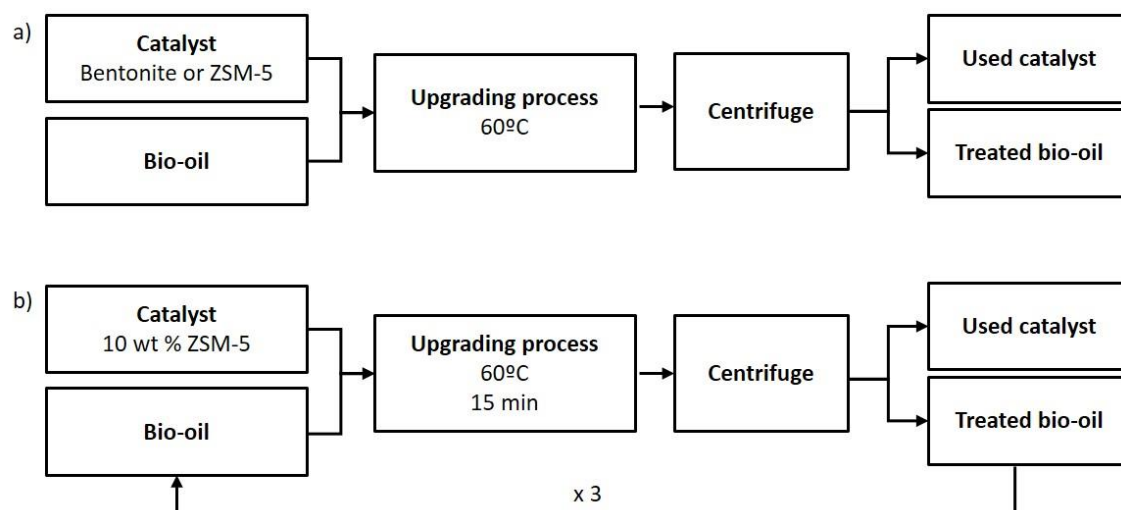 a)
Catalyst
Bentonite or ZSM-5
Bio-oil
Upgrading process
60ºC
Centrifuge
Used catalyst
Treated bio-oil
b)
Catalyst
10 wt % ZSM-5
Bio-oil
Upgrading process
60ºC
15 min
Centrifuge
Used catalyst
Treated bio-oil
x 3